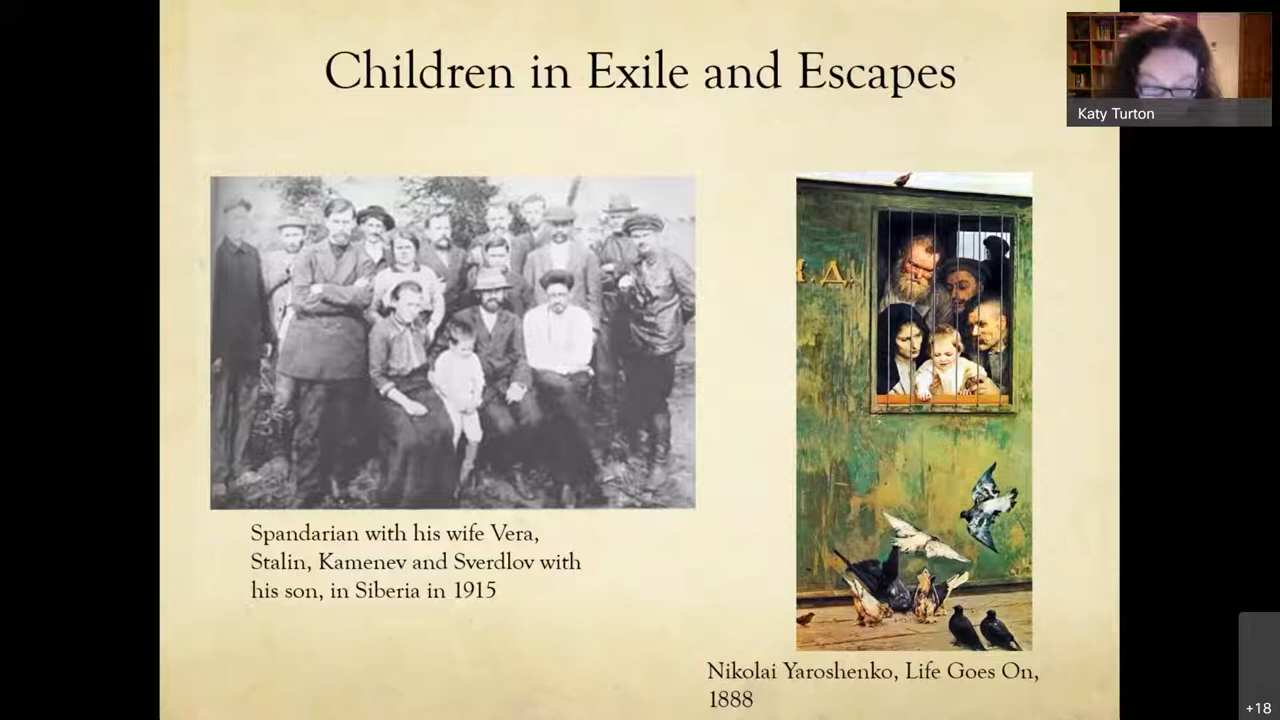 Children in Exile and Escapes
Katy Turton
И.Д.
Spandarian with his wife Vera,
Stalin, Kamenev and Sverdlov with
his son, in Siberia in 1915
Nikolai Yaroshenko, Life Goes On,
1888
+18